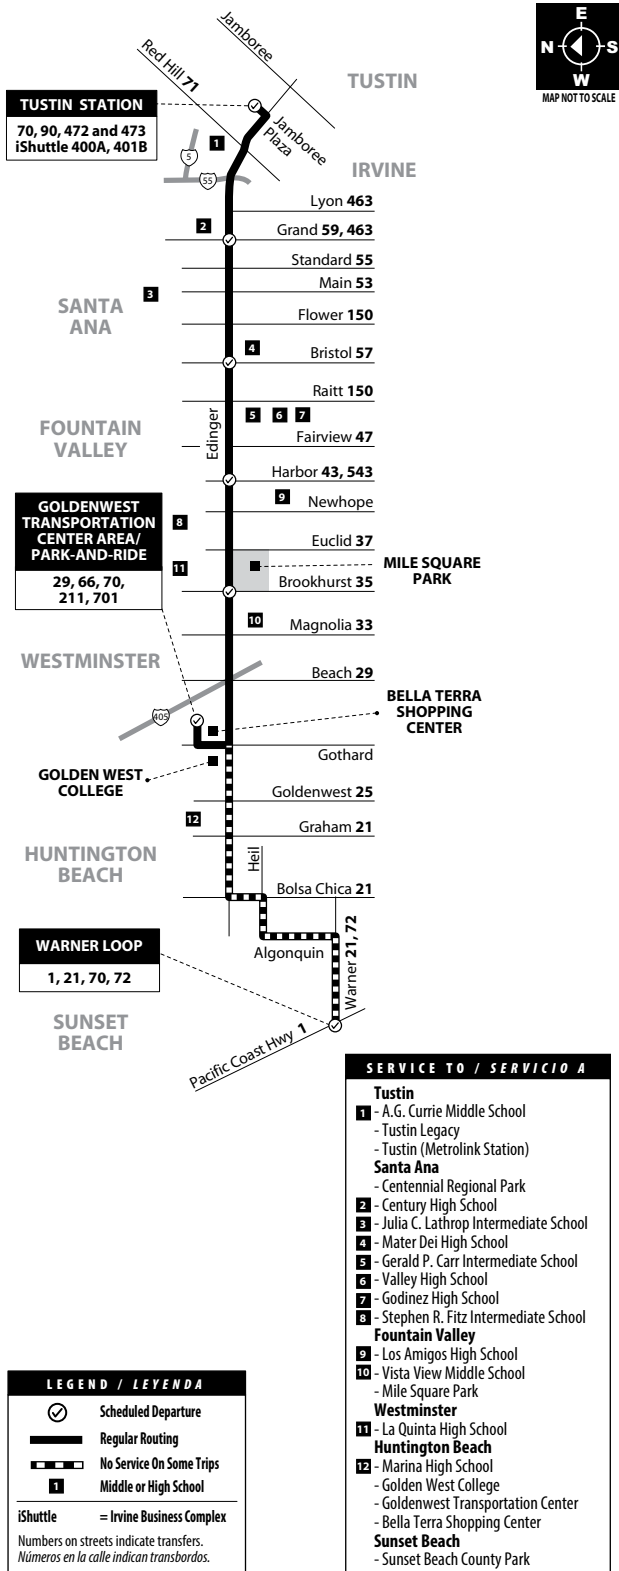 E
N
S
W
MAP NOT TO SCALE
Jamboree
Red Hill 71
TUSTIN
TUSTIN STATION
70, 90, 472 and 473
iShuttle 400A, 401B
Jamboree
Plaza
1
5
55
IRVINE
Lyon 463
2
Grand 59, 463
Standard 55
Main 53
3
SANTA
ANA
Flower 150
4
Bristol 57
Raitt 150
5
6
7
Edinger
FOUNTAIN
VALLEY
Fairview 47
Harbor 43, 543
9
Newhope
GOLDENWEST
TRANSPORTATION
CENTER AREA/
PARK-AND-RIDE
29, 66, 70,
211, 701
8
Euclid 37
11
MILE SQUARE
PARK
Brookhurst 35
10
Magnolia 33
WESTMINSTER
Beach 29
405
BELLA TERRA
SHOPPING
CENTER
Gothard
GOLDEN WEST
COLLEGE
Goldenwest 25
12
Graham 21
HUNTINGTON
BEACH
Heil
Bolsa Chica 21
WARNER LOOP
1, 21, 70, 72
Algonquin
Warner 21, 72
SUNSET
BEACH
Pacific Coast Hwy 1
SERVICE TO / SERVICIO A
Tustin
1 - A.G. Currie Middle School
- Tustin Legacy
- Tustin (Metrolink Station)
Santa Ana
- Centennial Regional Park
2 - Century High School
3 - Julia C. Lathrop Intermediate School
4 - Mater Dei High School
5 - Gerald P. Carr Intermediate School
6 - Valley High School
7 - Godinez High School
8 - Stephen R. Fitz Intermediate School
Fountain Valley
9 - Los Amigos High School
10 - Vista View Middle School
- Mile Square Park
Westminster
11 - La Quinta High School
Huntington Beach
12 - Marina High School
- Golden West College
- Goldenwest Transportation Center
- Bella Terra Shopping Center
Sunset Beach
- Sunset Beach County Park
LEGEND / LEYENDA
Scheduled Departure
Regular Routing
No Service On Some Trips
1 Middle or High School
iShuttle = Irvine Business Complex
Numbers on streets indicate transfers.
Números en la calle indican transbordos.